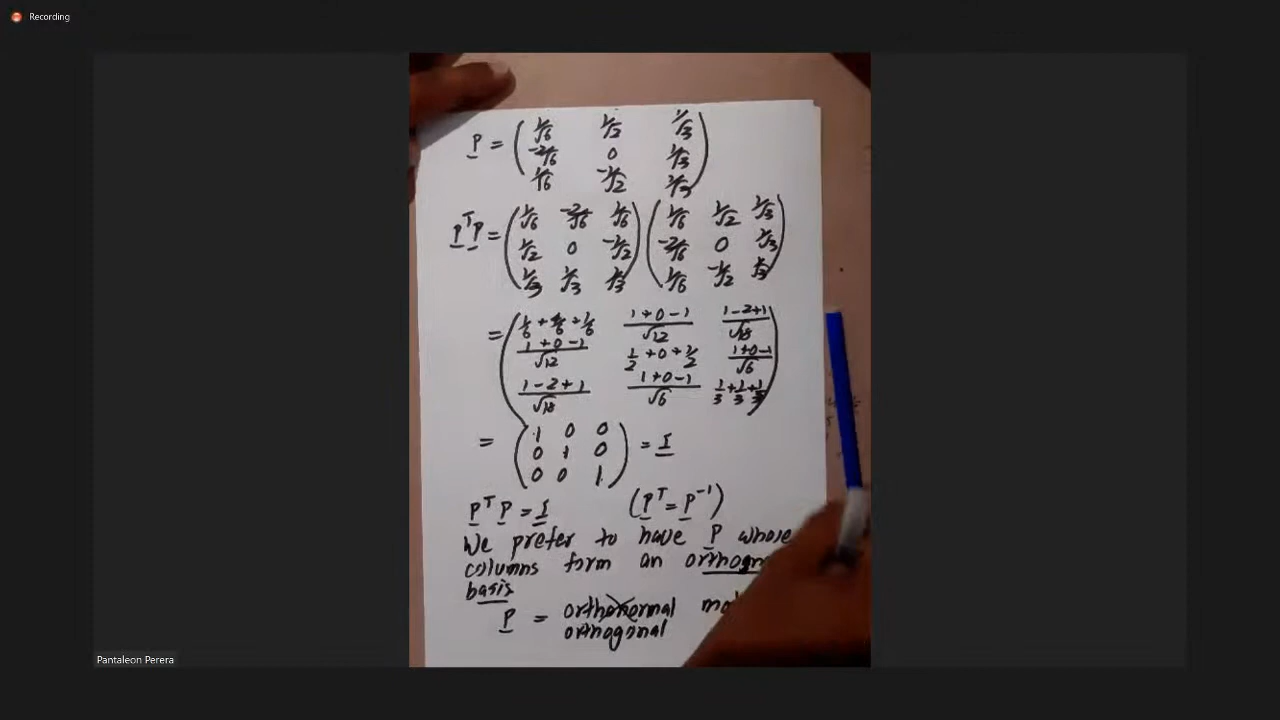 Recording
P = ( 1/√6 1/√2 1/√3
-2/√6 0 1/√3
1/√6 -1/√2 1/√3 )
PᵀP = ( 1/√6 -2/√6 1/√6 ) ( 1/√6 1/√2 1/√3
1/√2 0 -1/√2 ) ( -2/√6 0 1/√3
1/√3 1/√3 1/√3 ) ( 1/√6 -1/√2 1/√3 )
= ( 1/6 + 4/6 + 1/6 (1+0-1)/√12 (1-2+1)/√18
(1+0-1)/√12 1/2 + 0 + 1/2 (1+0-1)/√6
(1-2+1)/√18 (1+0-1)/√6 1/3 + 1/3 + 1/3 )
= ( 1 0 0
0 1 0 = I
0 0 1 )
PᵀP = I (Pᵀ = P⁻¹)
We prefer to have P whose
columns form an
basis
P = orthonormal
orthogonal
Pantaleon Perera